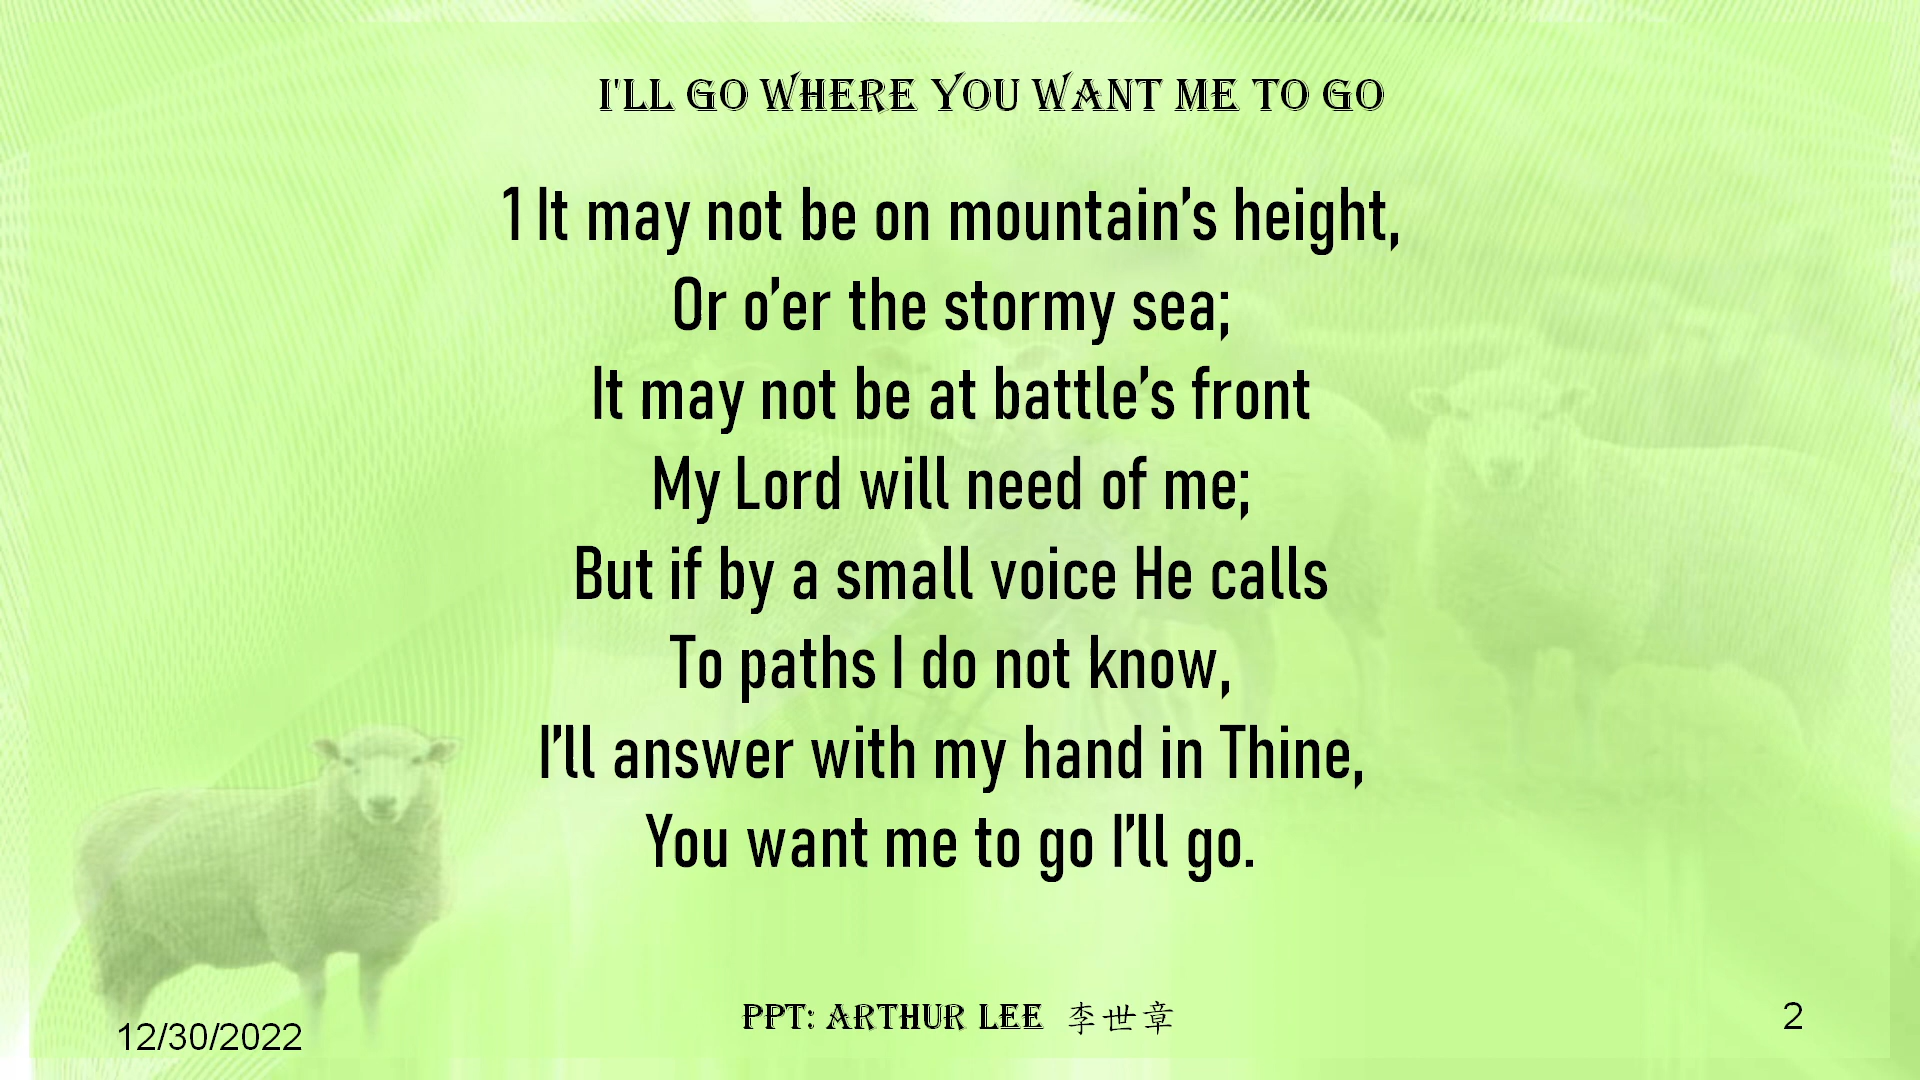 I'LL GO WHERE YOU WANT ME TO GO
1 It may not be on mountain’s height,
Or o’er the stormy sea;
It may not be at battle’s front
My Lord will need of me;
But if by a small voice He calls
To paths I do not know,
I’ll answer with my hand in Thine,
You want me to go I’ll go.
12/30/2022
PPT: ARTHUR LEE 李世章
2